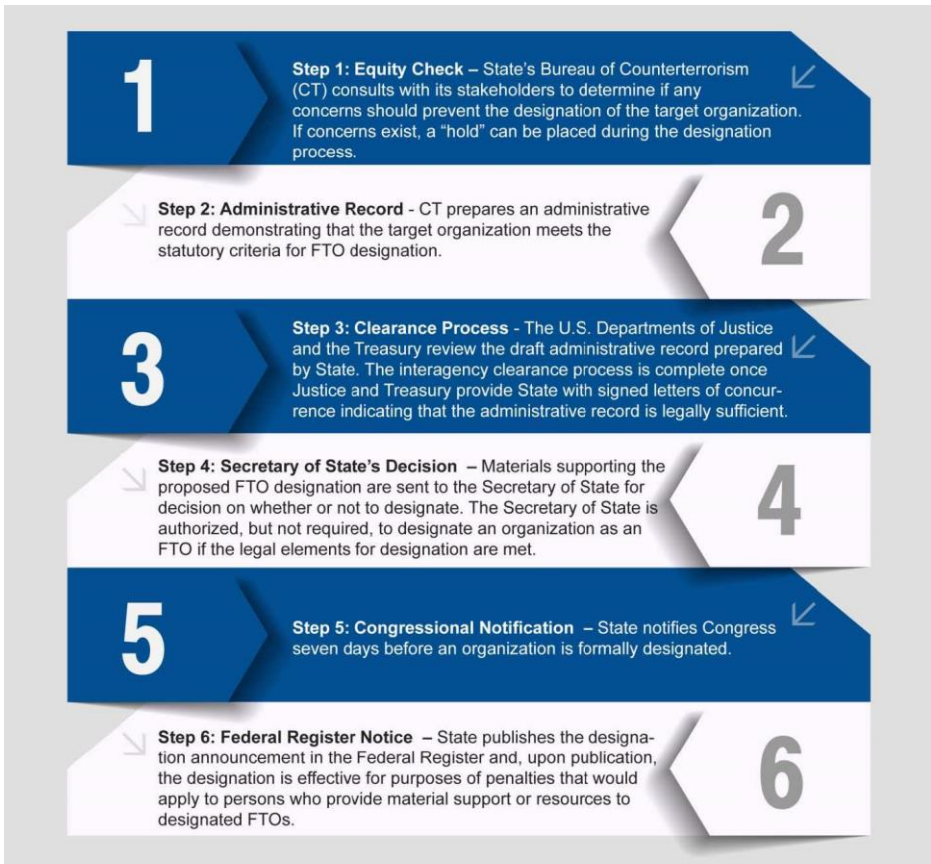 1
Step 1: Equity Check – State's Bureau of Counterterrorism
(CT) consults with its stakeholders to determine if any
concerns should prevent the designation of the target organization.
If concerns exist, a “hold” can be placed during the designation
process.
Step 2: Administrative Record - CT prepares an administrative
record demonstrating that the target organization meets the
statutory criteria for FTO designation.
2
3
Step 3: Clearance Process - The U.S. Departments of Justice
and the Treasury review the draft administrative record prepared
by State. The interagency clearance process is complete once
Justice and Treasury provide State with signed letters of concur-
rence indicating that the administrative record is legally sufficient.
Step 4: Secretary of State's Decision – Materials supporting the
proposed FTO designation are sent to the Secretary of State for
decision on whether or not to designate. The Secretary of State is
authorized, but not required, to designate an organization as an
FTO if the legal elements for designation are met.
4
5
Step 5: Congressional Notification – State notifies Congress
seven days before an organization is formally designated.
Step 6: Federal Register Notice – State publishes the designa-
tion announcement in the Federal Register and, upon publication,
the designation is effective for purposes of penalties that would
apply to persons who provide material support or resources to
designated FTOs.
6